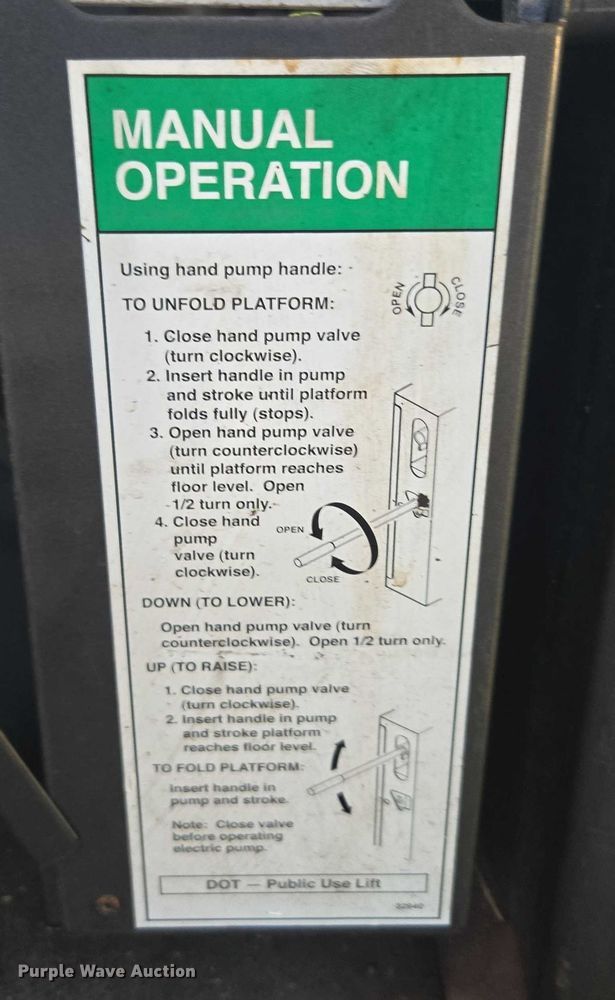 MANUAL
OPERATION
Using hand pump handle:
OPEN
CLOSE
TO UNFOLD PLATFORM:
1. Close hand pump valve
(turn clockwise).
2. Insert handle in pump
and stroke until platform
folds fully (stops).
3. Open hand pump valve
(turn counterclockwise)
until platform reaches
floor level. Open
1/2 turn only.
4. Close hand
pump
valve (turn
clockwise).
OPEN
CLOSE
DOWN (TO LOWER):
Open hand pump valve (turn
counterclockwise). Open 1/2 turn only.
UP (TO RAISE):
1. Close hand pump valve
(turn clockwise).
2. Insert handle in pump
and stroke platform
reaches floor level.
TO FOLD PLATFORM:
Insert handle in
pump and stroke.
Note: Close valve
before operating
electric pump.
DOT — Public Use Lift
Purple Wave Auction